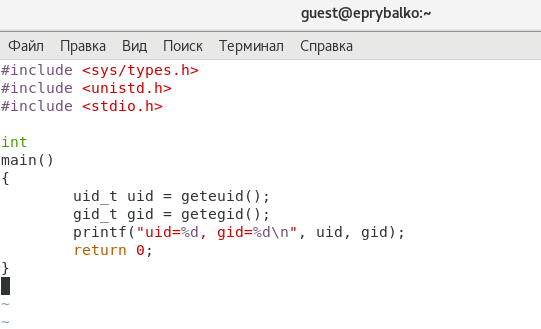 guest@eprybalko:~
Файл Правка Вид Поиск Терминал Справка
#include <sys/types.h>
#include <unistd.h>
#include <stdio.h>
int
main()
{
        uid_t uid = geteuid();
        gid_t gid = getegid();
        printf("uid=%d, gid=%d\n", uid, gid);
        return 0;
}
~
~